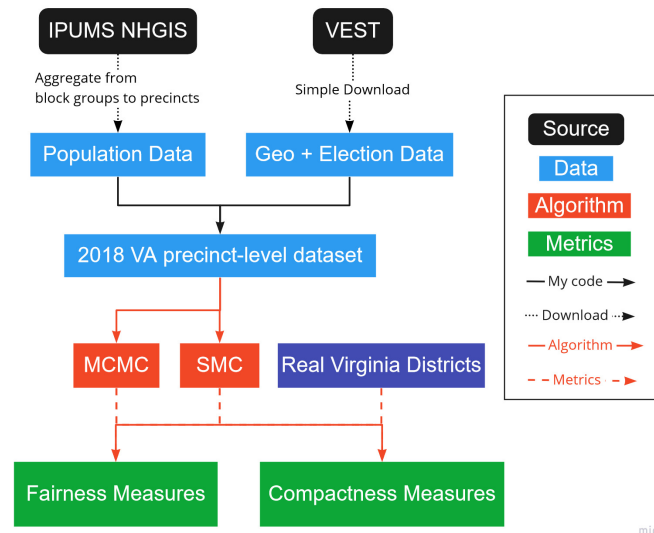 IPUMS NHGIS
VEST
Aggregate from
block groups to precincts
Simple Download
Population Data
Geo + Election Data
2018 VA precinct-level dataset
MCMC
SMC
Real Virginia Districts
Fairness Measures
Compactness Measures
Source
Data
Algorithm
Metrics
My code
Download
Algorithm
Metrics